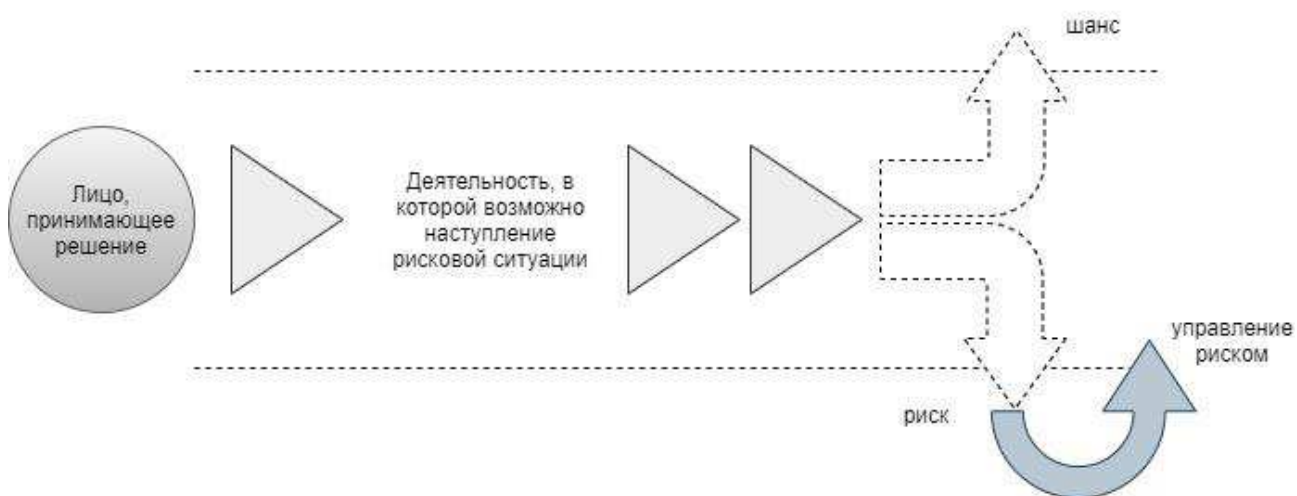 шанс
Лицо,
принимающее
решение
Деятельность, в
которой возможно
наступление
рисковой ситуации
управление
риском
риск